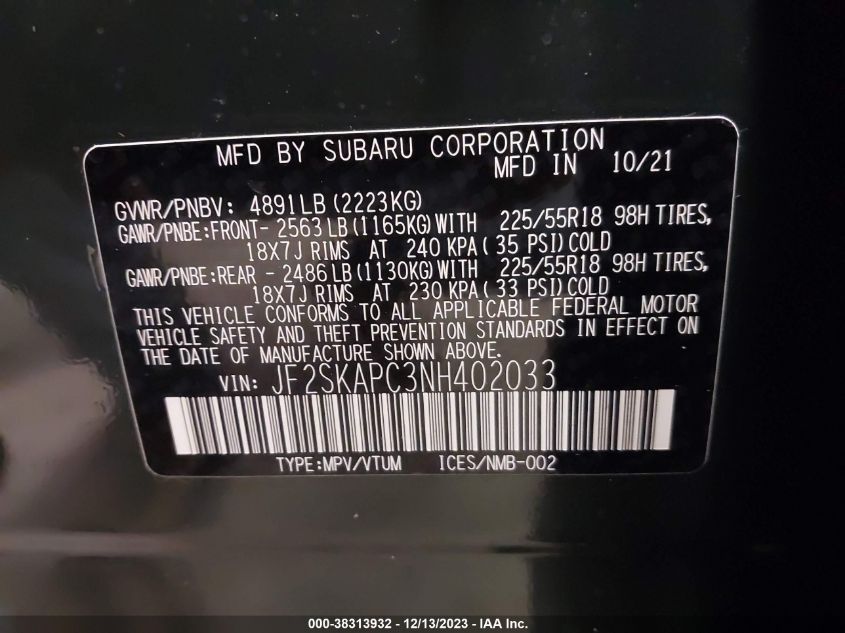 MFD BY SUBARU CORPORATION
MFD IN 10/21
GVWR/PNBV: 4891LB (2223KG)
GAWR/PNBE:FRONT- 2563 LB (1165KG) WITH 225/55R18 98H TIRES,
18X7J RIMS AT 240 KPA ( 35 PSI) COLD
GAWR/PNBE:REAR - 2486 LB (1130KG) WITH 225/55R18 98H TIRES,
18X7J RIMS AT 230 KPA ( 33 PSI) COLD
THIS VEHICLE CONFORMS TO ALL APPLICABLE FEDERAL MOTOR
VEHICLE SAFETY AND THEFT PREVENTION STANDARDS IN EFFECT ON
THE DATE OF MANUFACTURE SHOWN ABOVE.
VIN: JF2SKAPC3NH402033
TYPE:MPV/VTUM ICES/NMB-002
000-38313932 - 12/13/2023 - IAA Inc.